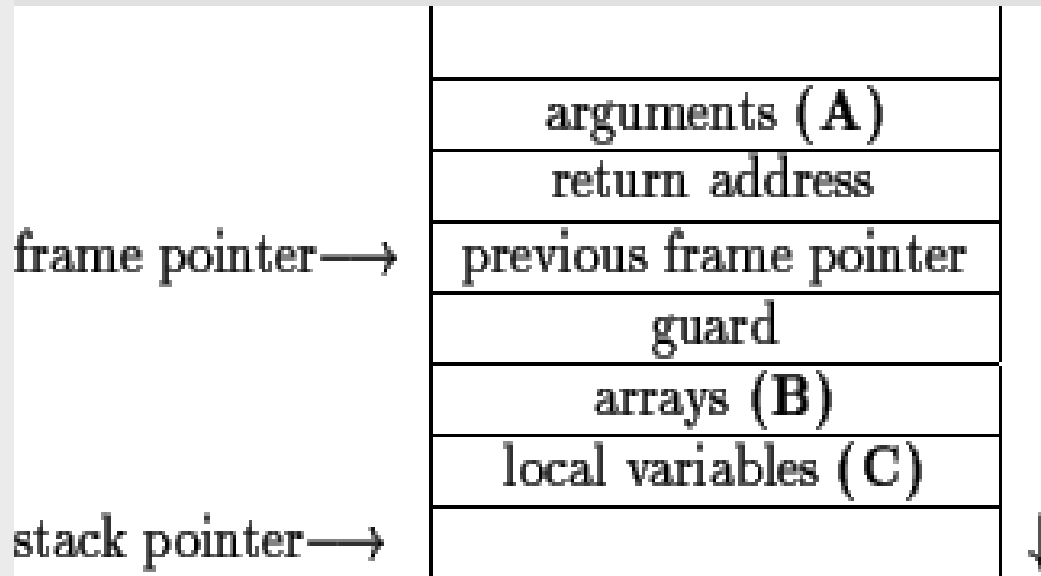 arguments (A)
return address
frame pointer→ previous frame pointer
guard
arrays (B)
local variables (C)
stack pointer→